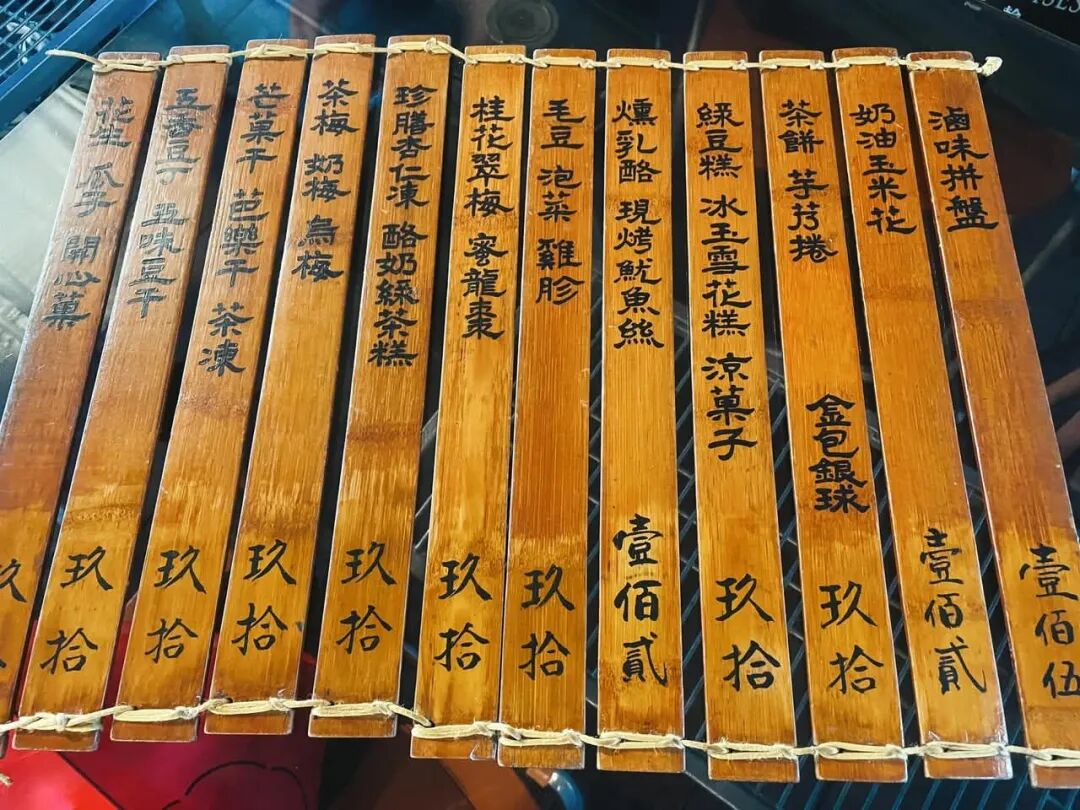 滷味拼盤 壹佰伍
奶油玉米花 壹佰貳
茶餅 芋芿捲 金包銀球 玖拾
綠豆糕 冰玉雪花糕 涼菓子 玖拾
燻乳酪 現烤魷魚絲 壹佰貳
毛豆 泡菜 雞胗 玖拾
桂花翠梅 蜜龍棗 玖拾
珍膳杏仁凍 酪奶綠茶糕 玖拾
茶梅 奶梅 烏梅 玖拾
芒菓干 芭樂干 茶凍 玖拾
五香豆干 五味豆干 玖拾
花生 瓜子 開心菓 玖